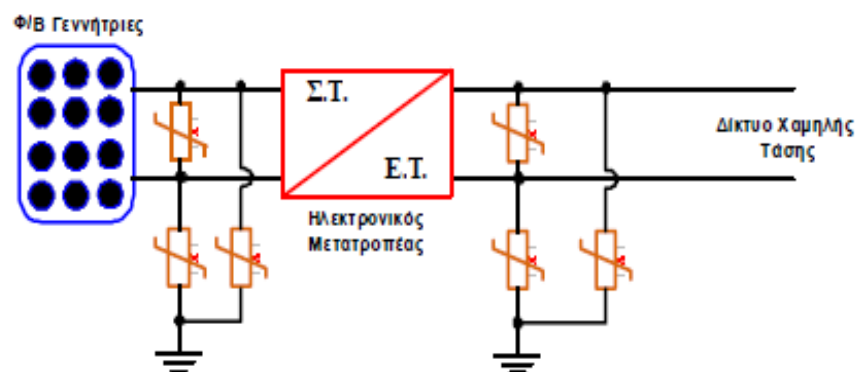 Φ/Β Γεννήτριες
Σ.Τ.
Ε.Τ.
Ηλεκτρονικός
Μετατροπέας
Δίκτυο Χαμηλής
Τάσης